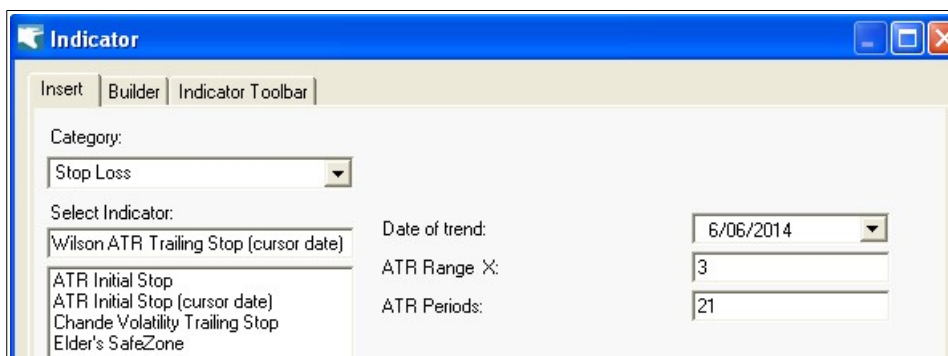 Indicator
Insert Builder Indicator Toolbar
Category:
Stop Loss
Select Indicator:
Wilson ATR Trailing Stop (cursor date)
ATR Initial Stop
ATR Initial Stop (cursor date)
Chande Volatility Trailing Stop
Elder's SafeZone
Date of trend: 6/06/2014
ATR Range X: 3
ATR Periods: 21